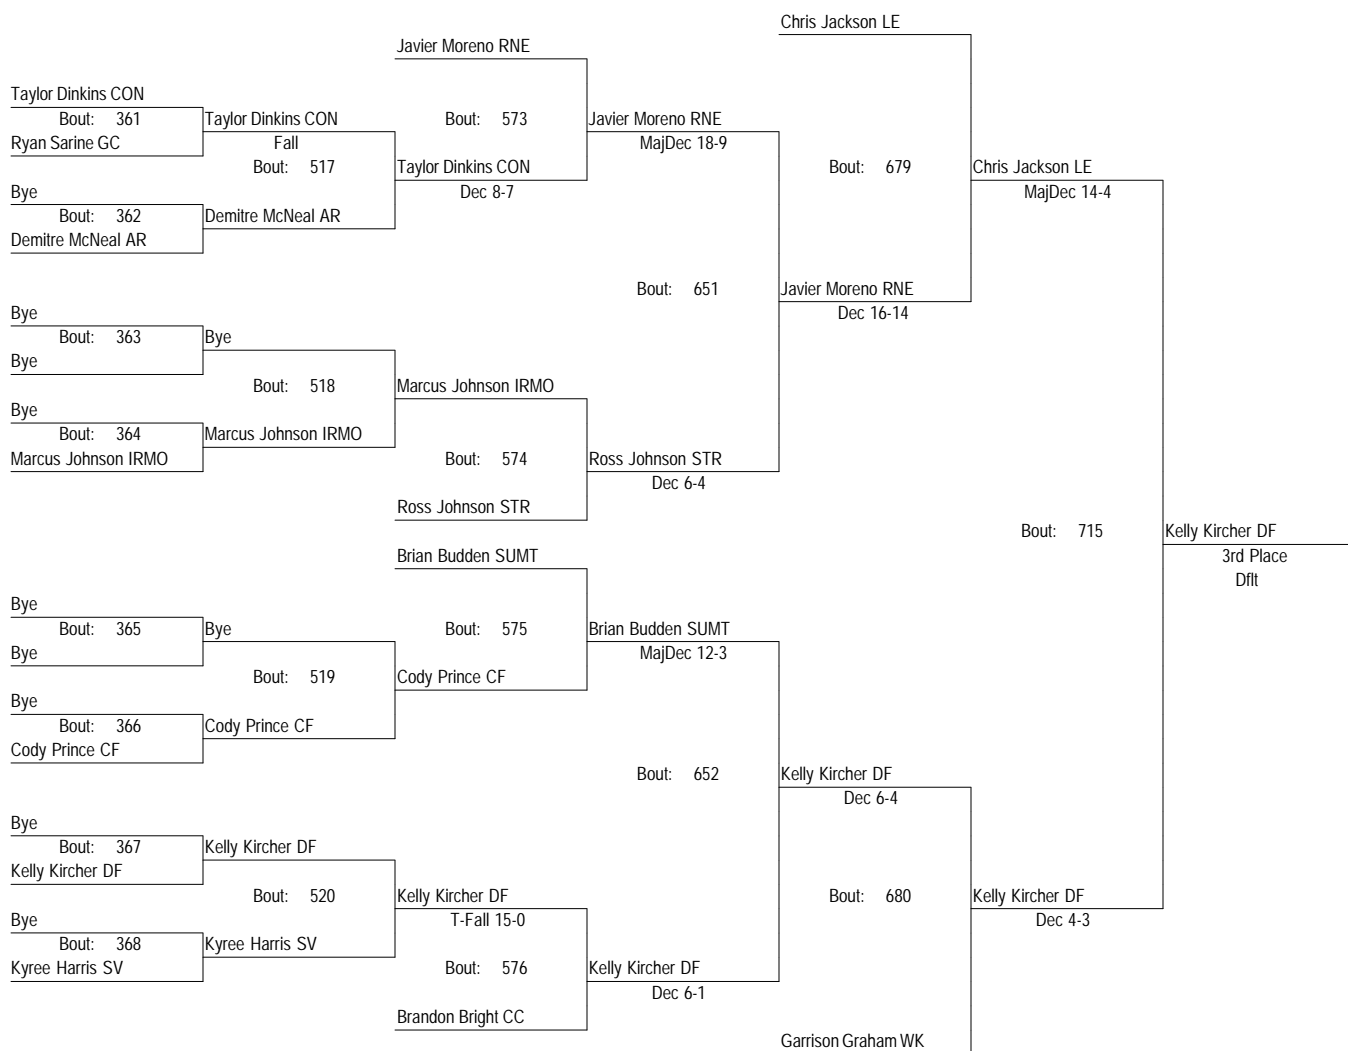 Chris Jackson LE
Javier Moreno RNE
Taylor Dinkins CON
Bout: 361
Taylor Dinkins CON
Bout: 573
Javier Moreno RNE
Ryan Sarine GC
Fall
MajDec 18-9
Bout: 517
Taylor Dinkins CON
Bout: 679
Chris Jackson LE
Bye
Dec 8-7
MajDec 14-4
Bout: 362
Demitre McNeal AR
Demitre McNeal AR
Bout: 651
Javier Moreno RNE
Bye
Dec 16-14
Bout: 363
Bye
Bye
Bout: 518
Marcus Johnson IRMO
Bye
Bout: 364
Marcus Johnson IRMO
Marcus Johnson IRMO
Bout: 574
Ross Johnson STR
Dec 6-4
Ross Johnson STR
Bout: 715
Kelly Kircher DF
Brian Budden SUMT
3rd Place
Dflt
Bye
Bout: 365
Bye
Bout: 575
Brian Budden SUMT
Bye
MajDec 12-3
Bout: 519
Cody Prince CF
Bye
Bout: 366
Cody Prince CF
Cody Prince CF
Bout: 652
Kelly Kircher DF
Dec 6-4
Bye
Bout: 367
Kelly Kircher DF
Kelly Kircher DF
Bout: 520
Kelly Kircher DF
Bout: 680
Kelly Kircher DF
Bye
T-Fall 15-0
Dec 4-3
Bout: 368
Kyree Harris SV
Kyree Harris SV
Bout: 576
Kelly Kircher DF
Dec 6-1
Brandon Bright CC
Garrison Graham WK